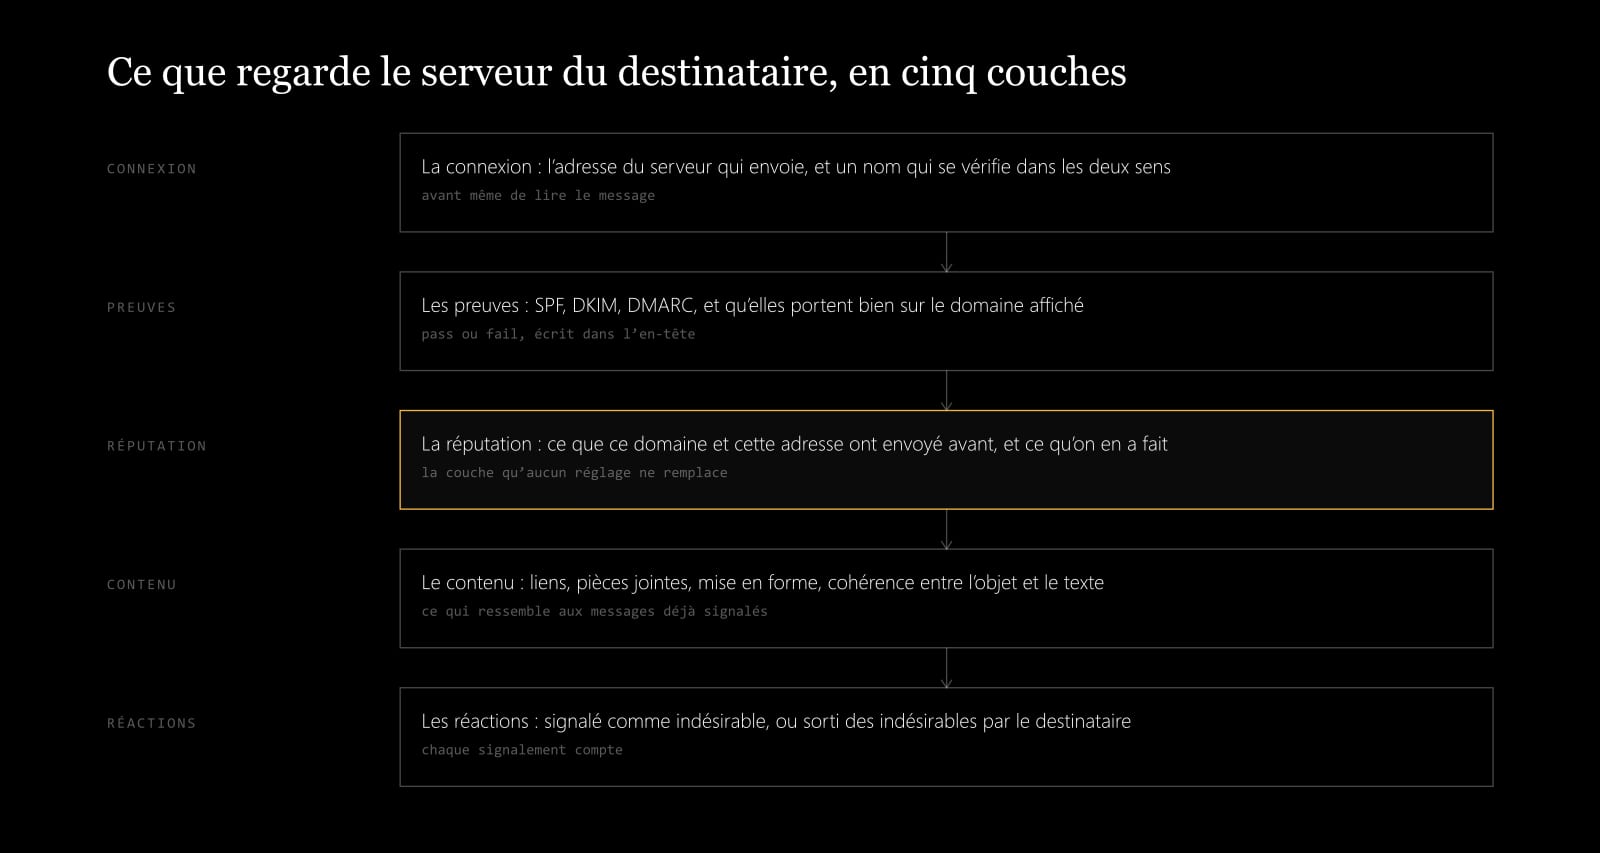 Ce que regarde le serveur du destinataire, en cinq couches
CONNEXION
La connexion : l’adresse du serveur qui envoie, et un nom qui se vérifie dans les deux sens
avant même de lire le message
PREUVES
Les preuves : SPF, DKIM, DMARC, et qu’elles portent bien sur le domaine affiché
pass ou fail, écrit dans l’en-tête
RÉPUTATION
La réputation : ce que ce domaine et cette adresse ont envoyé avant, et ce qu’on en a fait
la couche qu’aucun réglage ne remplace
CONTENU
Le contenu : liens, pièces jointes, mise en forme, cohérence entre l’objet et le texte
ce qui ressemble aux messages déjà signalés
RÉACTIONS
Les réactions : signalé comme indésirable, ou sorti des indésirables par le destinataire
chaque signalement compte